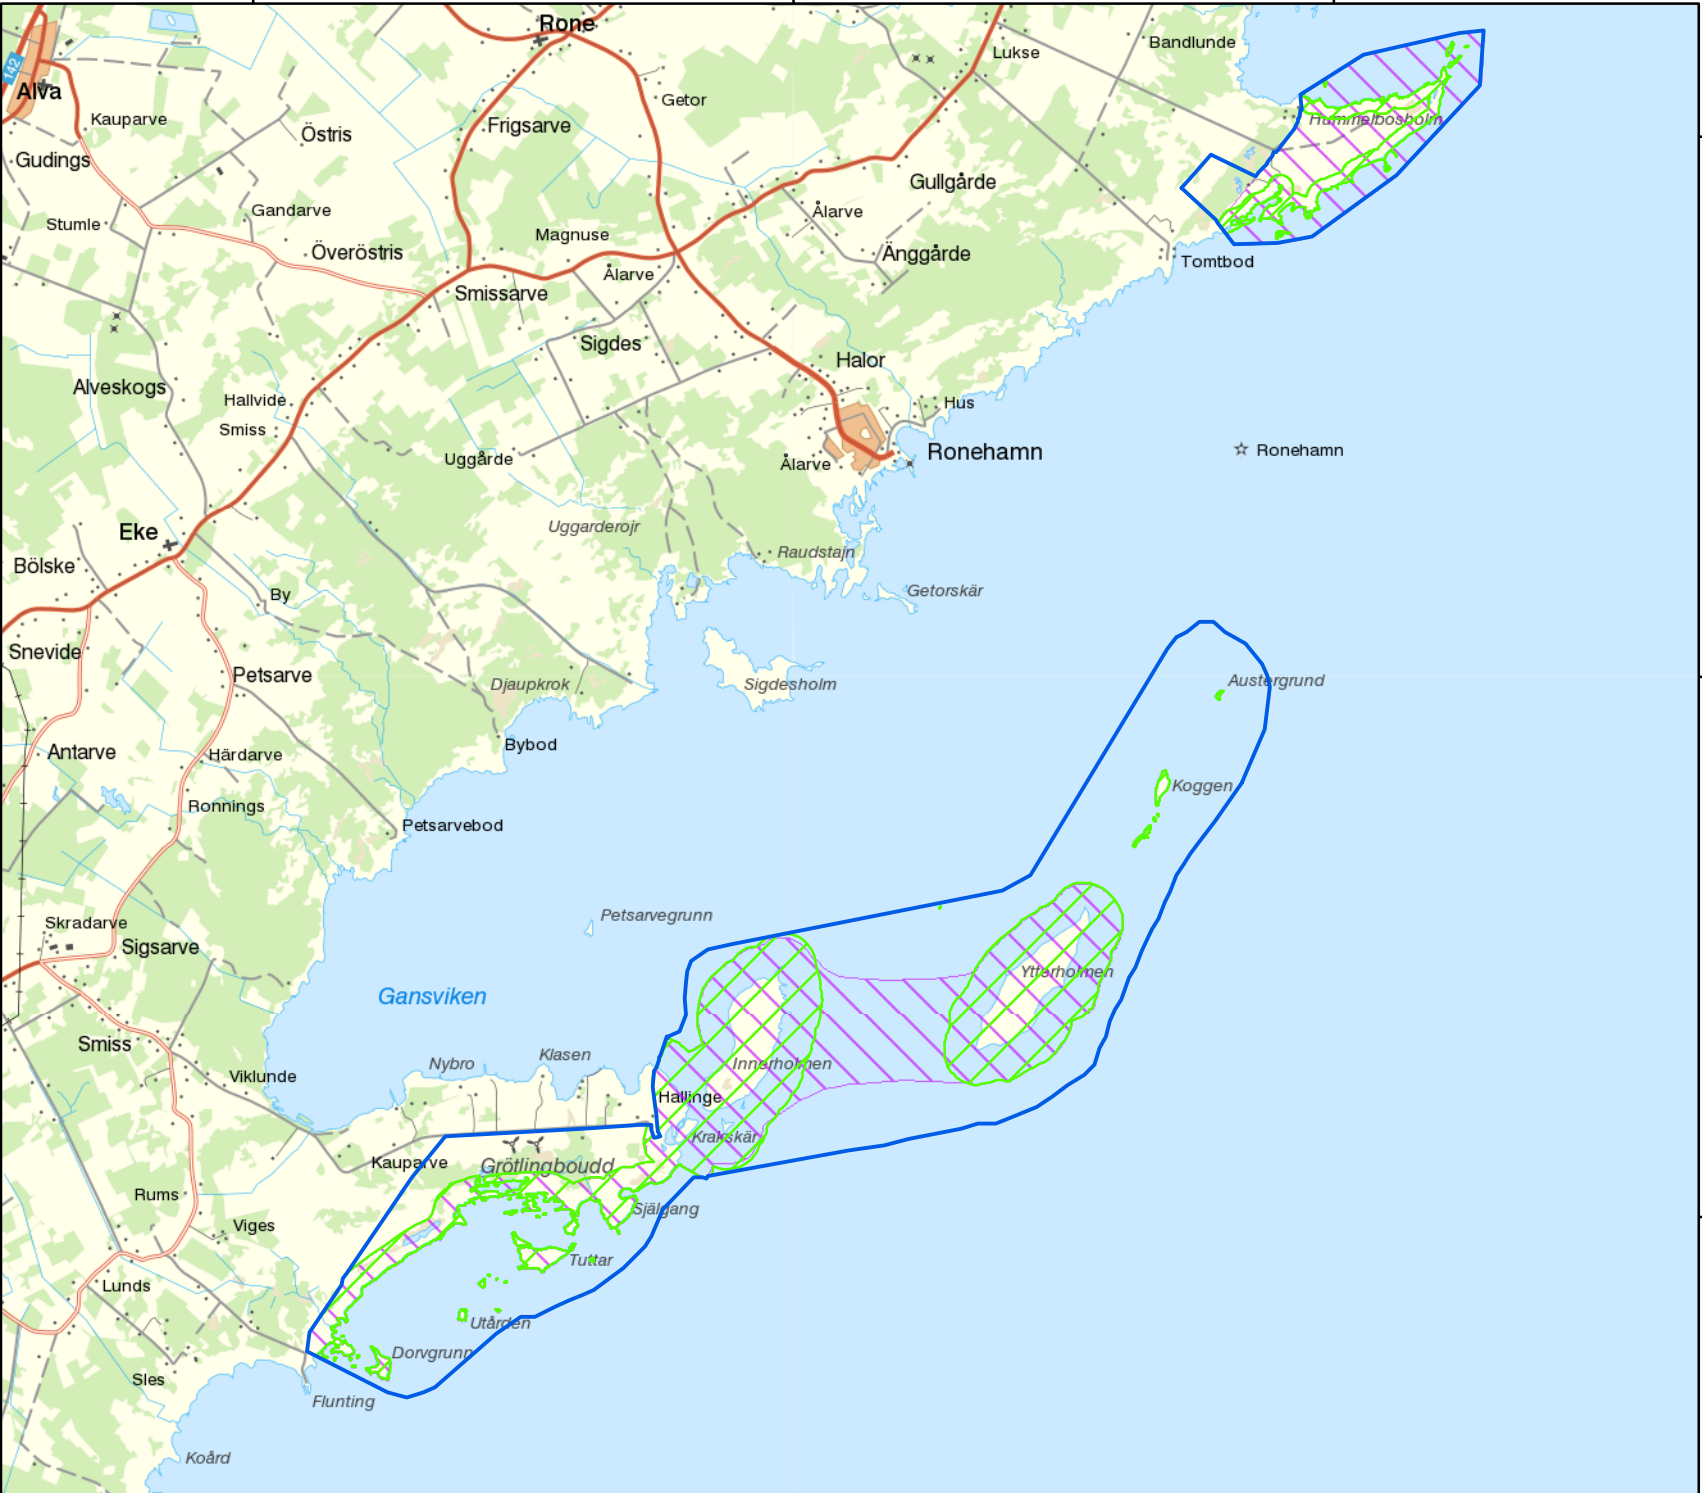 Rone
Bandlunde
Lukse
142
Alva
Getor
Kauparve
Frigsarve
Östris
Hummelbosholm
Gudings
Gullgårde
Gandarve
Ålarve
Stumle
Magnuse
Överöstris
Änggårde
Tomtbod
Ålarve
Smissarve
Sigdes
Halor
Alveskogs
Hallvide
Hus
Smiss
Ronehamn
Ronehamn
Uggårde
Ålarve
Uggarderojr
Eke
Raudstajn
Bölske
Getorskär
By
Snevide
Petsarve
Djaupkrok
Sigdesholm
Austergrund
Bybod
Antarve
Härdarve
Koggen
Ronnings
Petsarvebod
Petsarvegrunn
Skradarve
Sigsarve
Ytterholmen
Gansviken
Smiss
Klasen
Nybro
Innerholmen
Viklunde
Hallinge
Krakskär
Kauparve
Grötlingboudd
Rums
Själgang
Viges
Tuttar
Lunds
Utärden
Dorvgrunn
Sles
Flunting
Koård